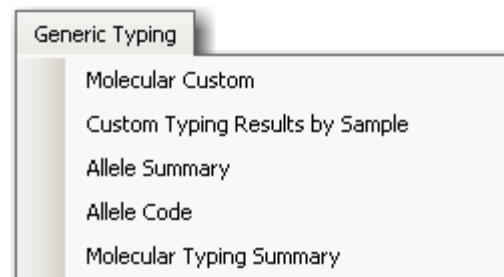 Generic Typing
Molecular Custom
Custom Typing Results by Sample
Allele Summary
Allele Code
Molecular Typing Summary